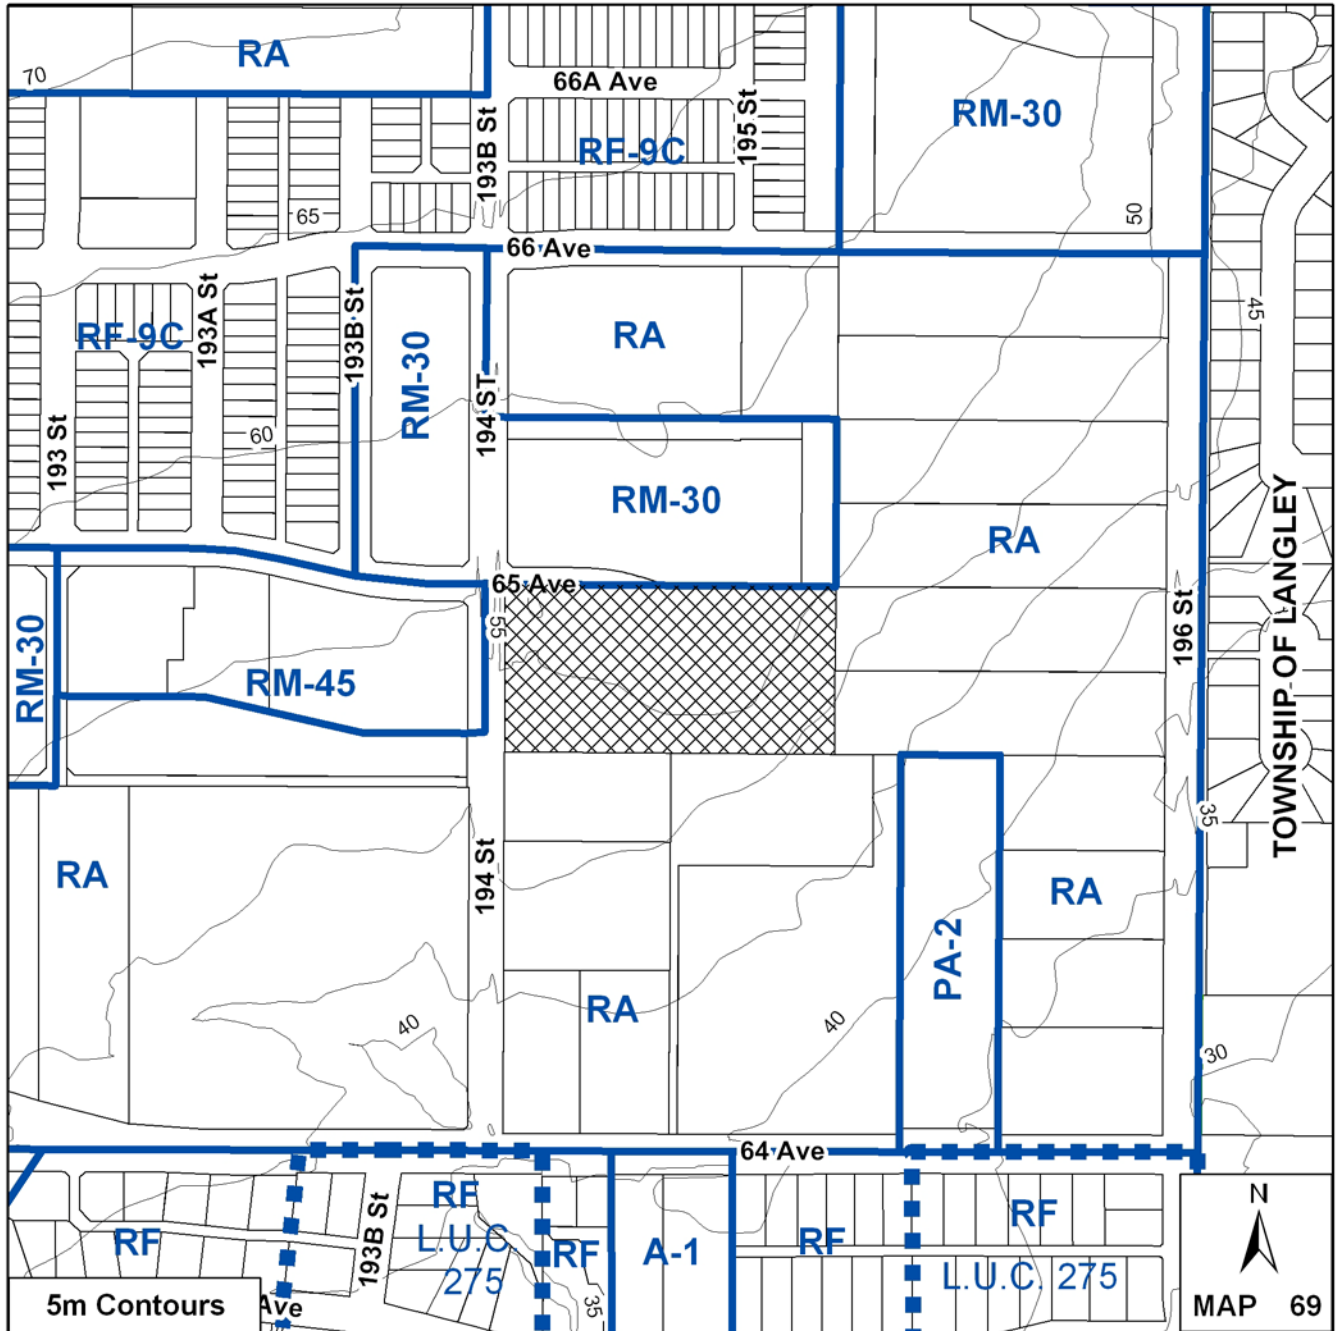 RA
70
66A Ave
193B St
195 St
RF-9C
RM-30
50
65
66 Ave
193A St
193B St
RF-9C
RM-30
RA
45
194 ST
60
193 St
RM-30
RA
TOWNSHIP OF LANGLEY
65 Ave
55
196 St
RM-30
RM-45
35
194 St
RA
RA
PA-2
RA
40
40
30
64 Ave
193B St
RF
RF
L.U.C.
275
RF
35
A-1
RF
RF
L.U.C. 275
N
5m Contours
Ave
MAP 69